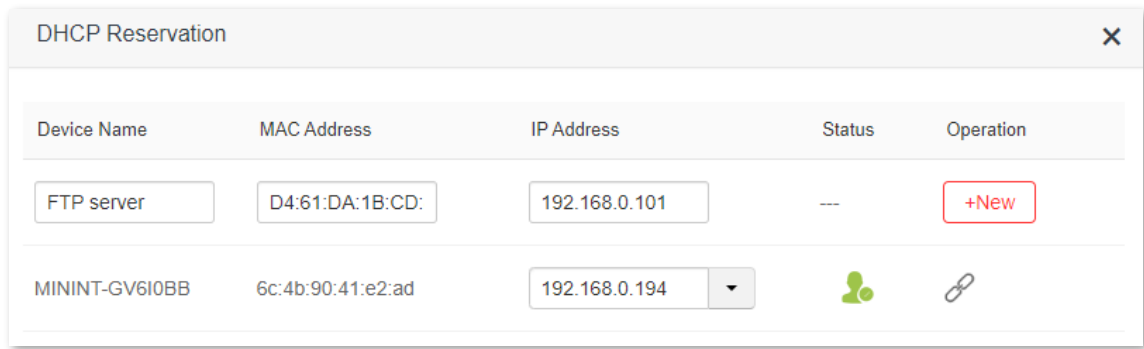 DHCP Reservation
Device Name MAC Address IP Address Status Operation
FTP server D4:61:DA:1B:CD: 192.168.0.101 --- +New
MININT-GV6I0BB 6c:4b:90:41:e2:ad 192.168.0.194